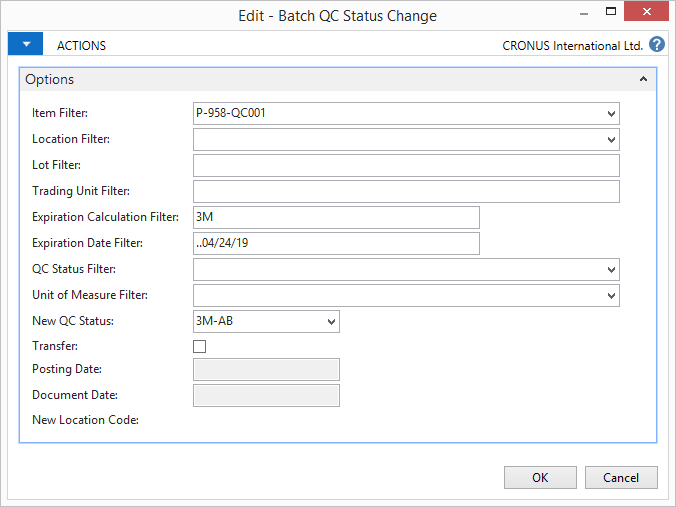 Edit - Batch QC Status Change
ACTIONS
CRONUS International Ltd. ?
Options
Item Filter: P-958-QC001
Location Filter:
Lot Filter:
Trading Unit Filter:
Expiration Calculation Filter: 3M
Expiration Date Filter: ..04/24/19
QC Status Filter:
Unit of Measure Filter:
New QC Status: 3M-AB
Transfer:
Posting Date:
Document Date:
New Location Code:
OK Cancel